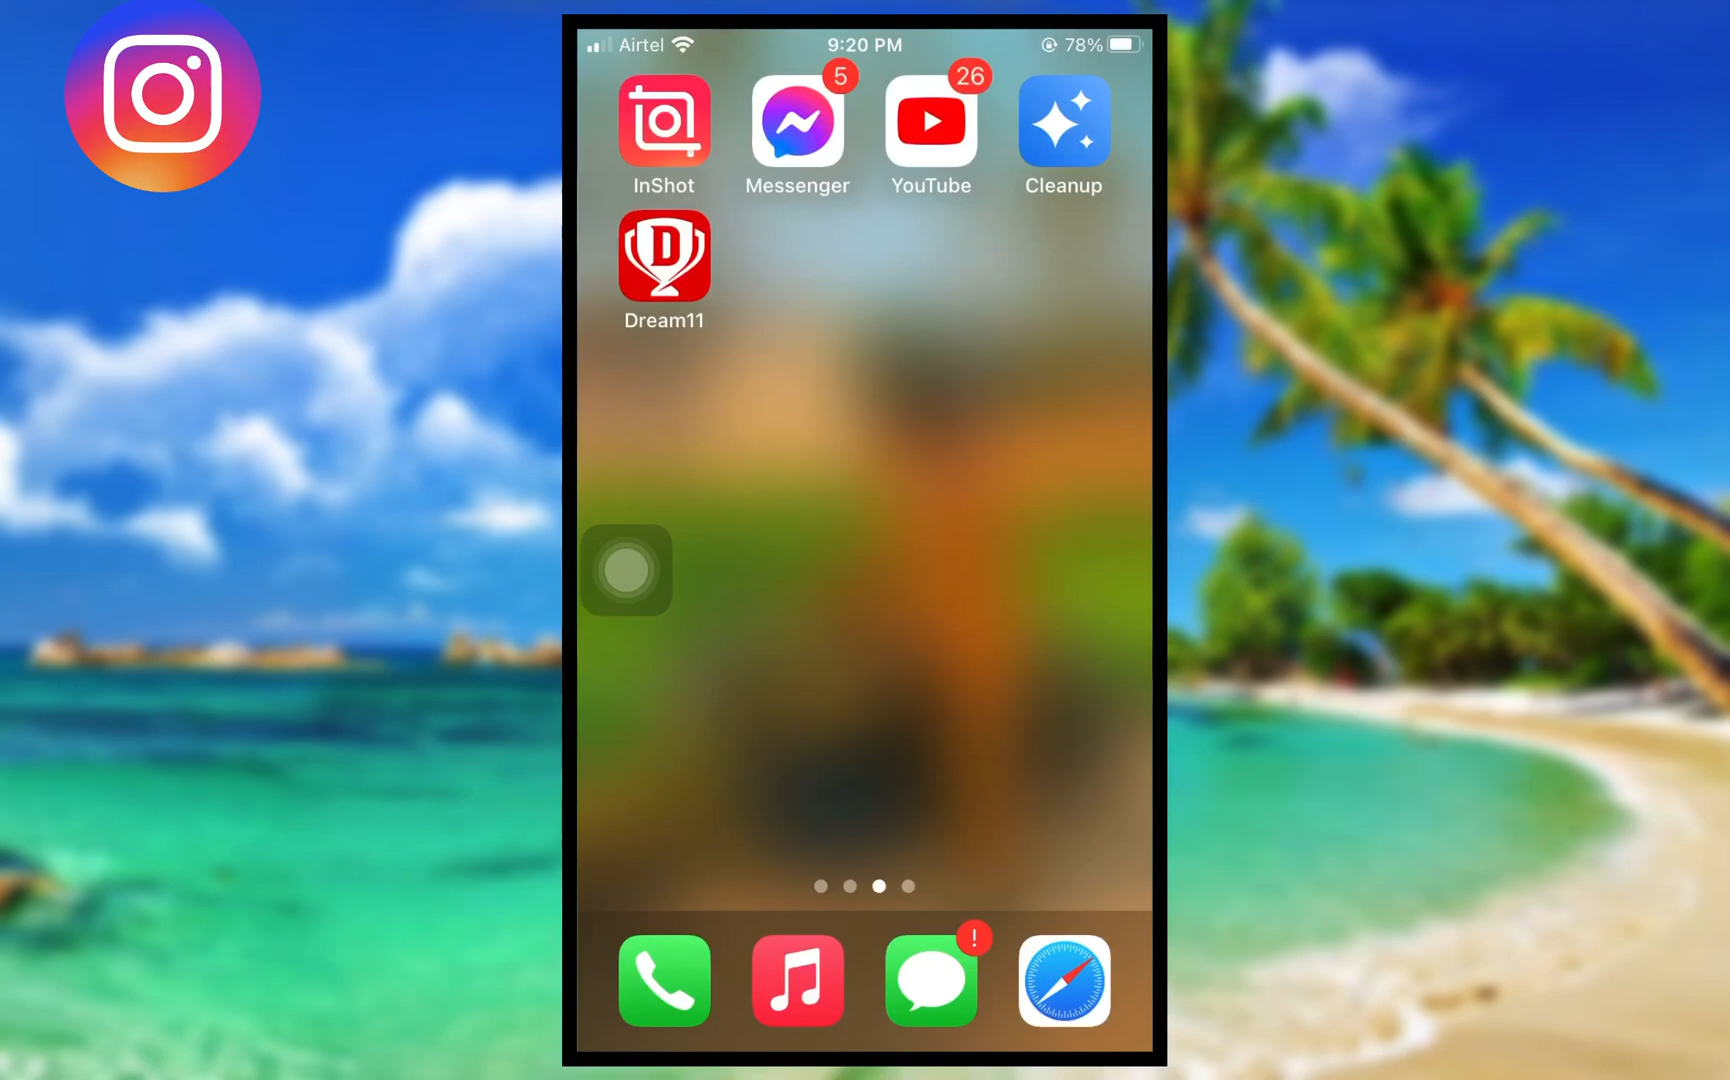 Airtel 9:20 PM 78%
5 26
InShot Messenger YouTube Cleanup
D
Dream11
!